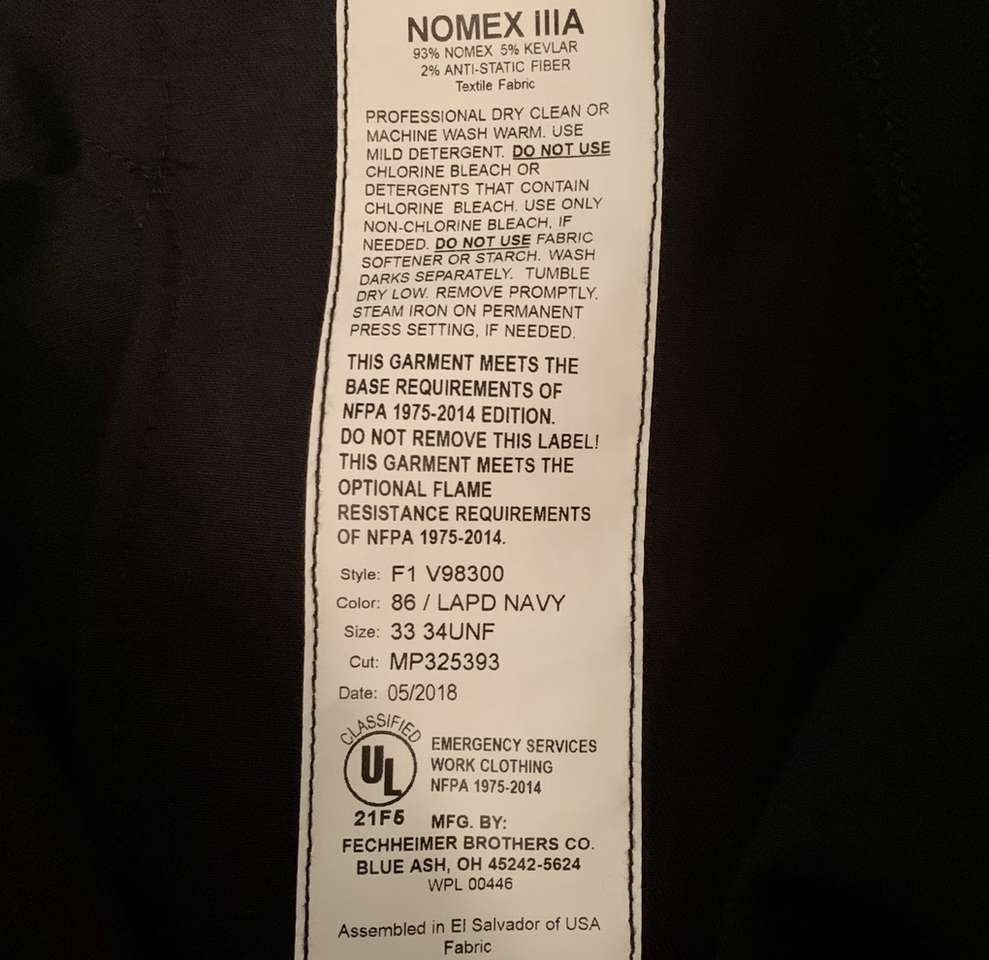 NOMEX IIIA
93% NOMEX 5% KEVLAR
2% ANTI-STATIC FIBER
Textile Fabric
PROFESSIONAL DRY CLEAN OR
MACHINE WASH WARM. USE
MILD DETERGENT. DO NOT USE
CHLORINE BLEACH OR
DETERGENTS THAT CONTAIN
CHLORINE BLEACH. USE ONLY
NON-CHLORINE BLEACH, IF
NEEDED. DO NOT USE FABRIC
SOFTENER OR STARCH. WASH
DARKS SEPARATELY. TUMBLE
DRY LOW. REMOVE PROMPTLY.
STEAM IRON ON PERMANENT
PRESS SETTING, IF NEEDED.
THIS GARMENT MEETS THE
BASE REQUIREMENTS OF
NFPA 1975-2014 EDITION.
DO NOT REMOVE THIS LABEL!
THIS GARMENT MEETS THE
OPTIONAL FLAME
RESISTANCE REQUIREMENTS
OF NFPA 1975-2014.
Style: F1 V98300
Color: 86 / LAPD NAVY
Size: 33 34UNF
Cut: MP325393
Date: 05/2018
CLASSIFIED
UL
21F5
EMERGENCY SERVICES
WORK CLOTHING
NFPA 1975-2014
MFG. BY:
FECHHEIMER BROTHERS CO.
BLUE ASH, OH 45242-5624
WPL 00446
Assembled in El Salvador of USA
Fabric